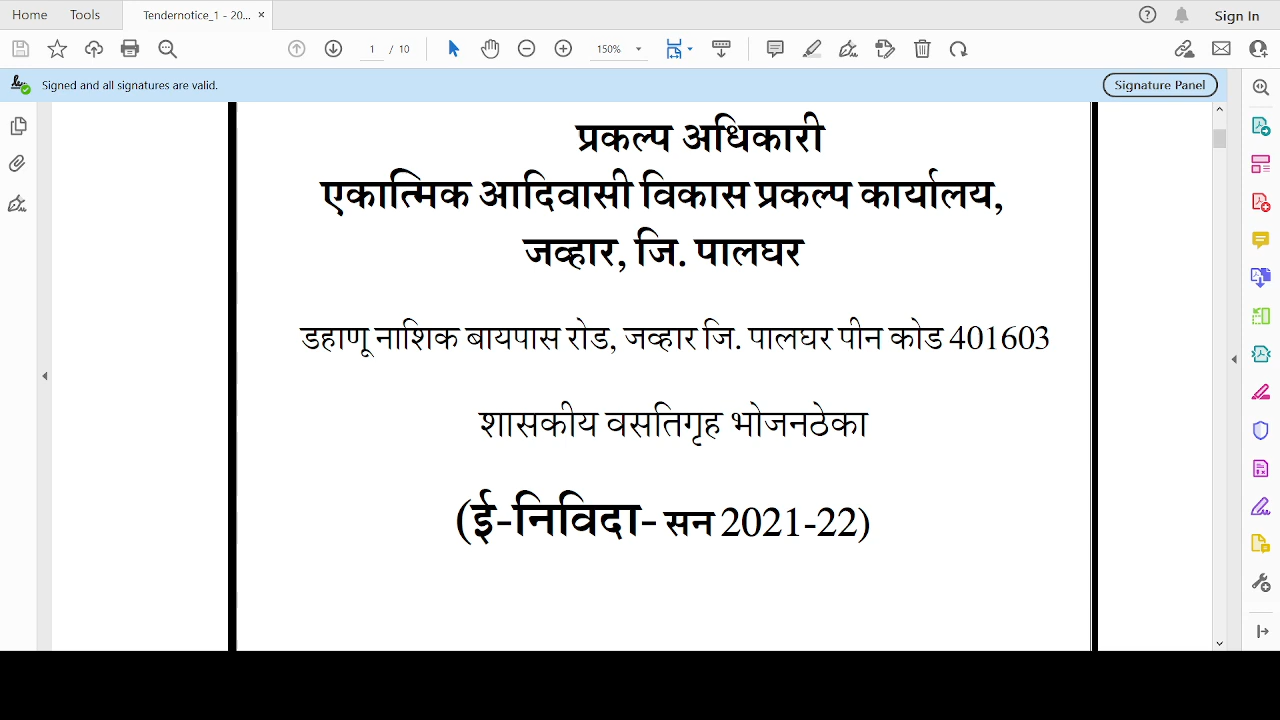 Home Tools Tendernotice_1 - 20... × Sign In
1 / 10 150%
Signed and all signatures are valid. Signature Panel
प्रकल्प अधिकारी
एकात्मिक आदिवासी विकास प्रकल्प कार्यालय,
जव्हार, जि. पालघर
डहाणू नाशिक बायपास रोड, जव्हार जि. पालघर पीन कोड 401603
शासकीय वसतिगृह भोजनठेका
(ई-निविदा- सन 2021-22)